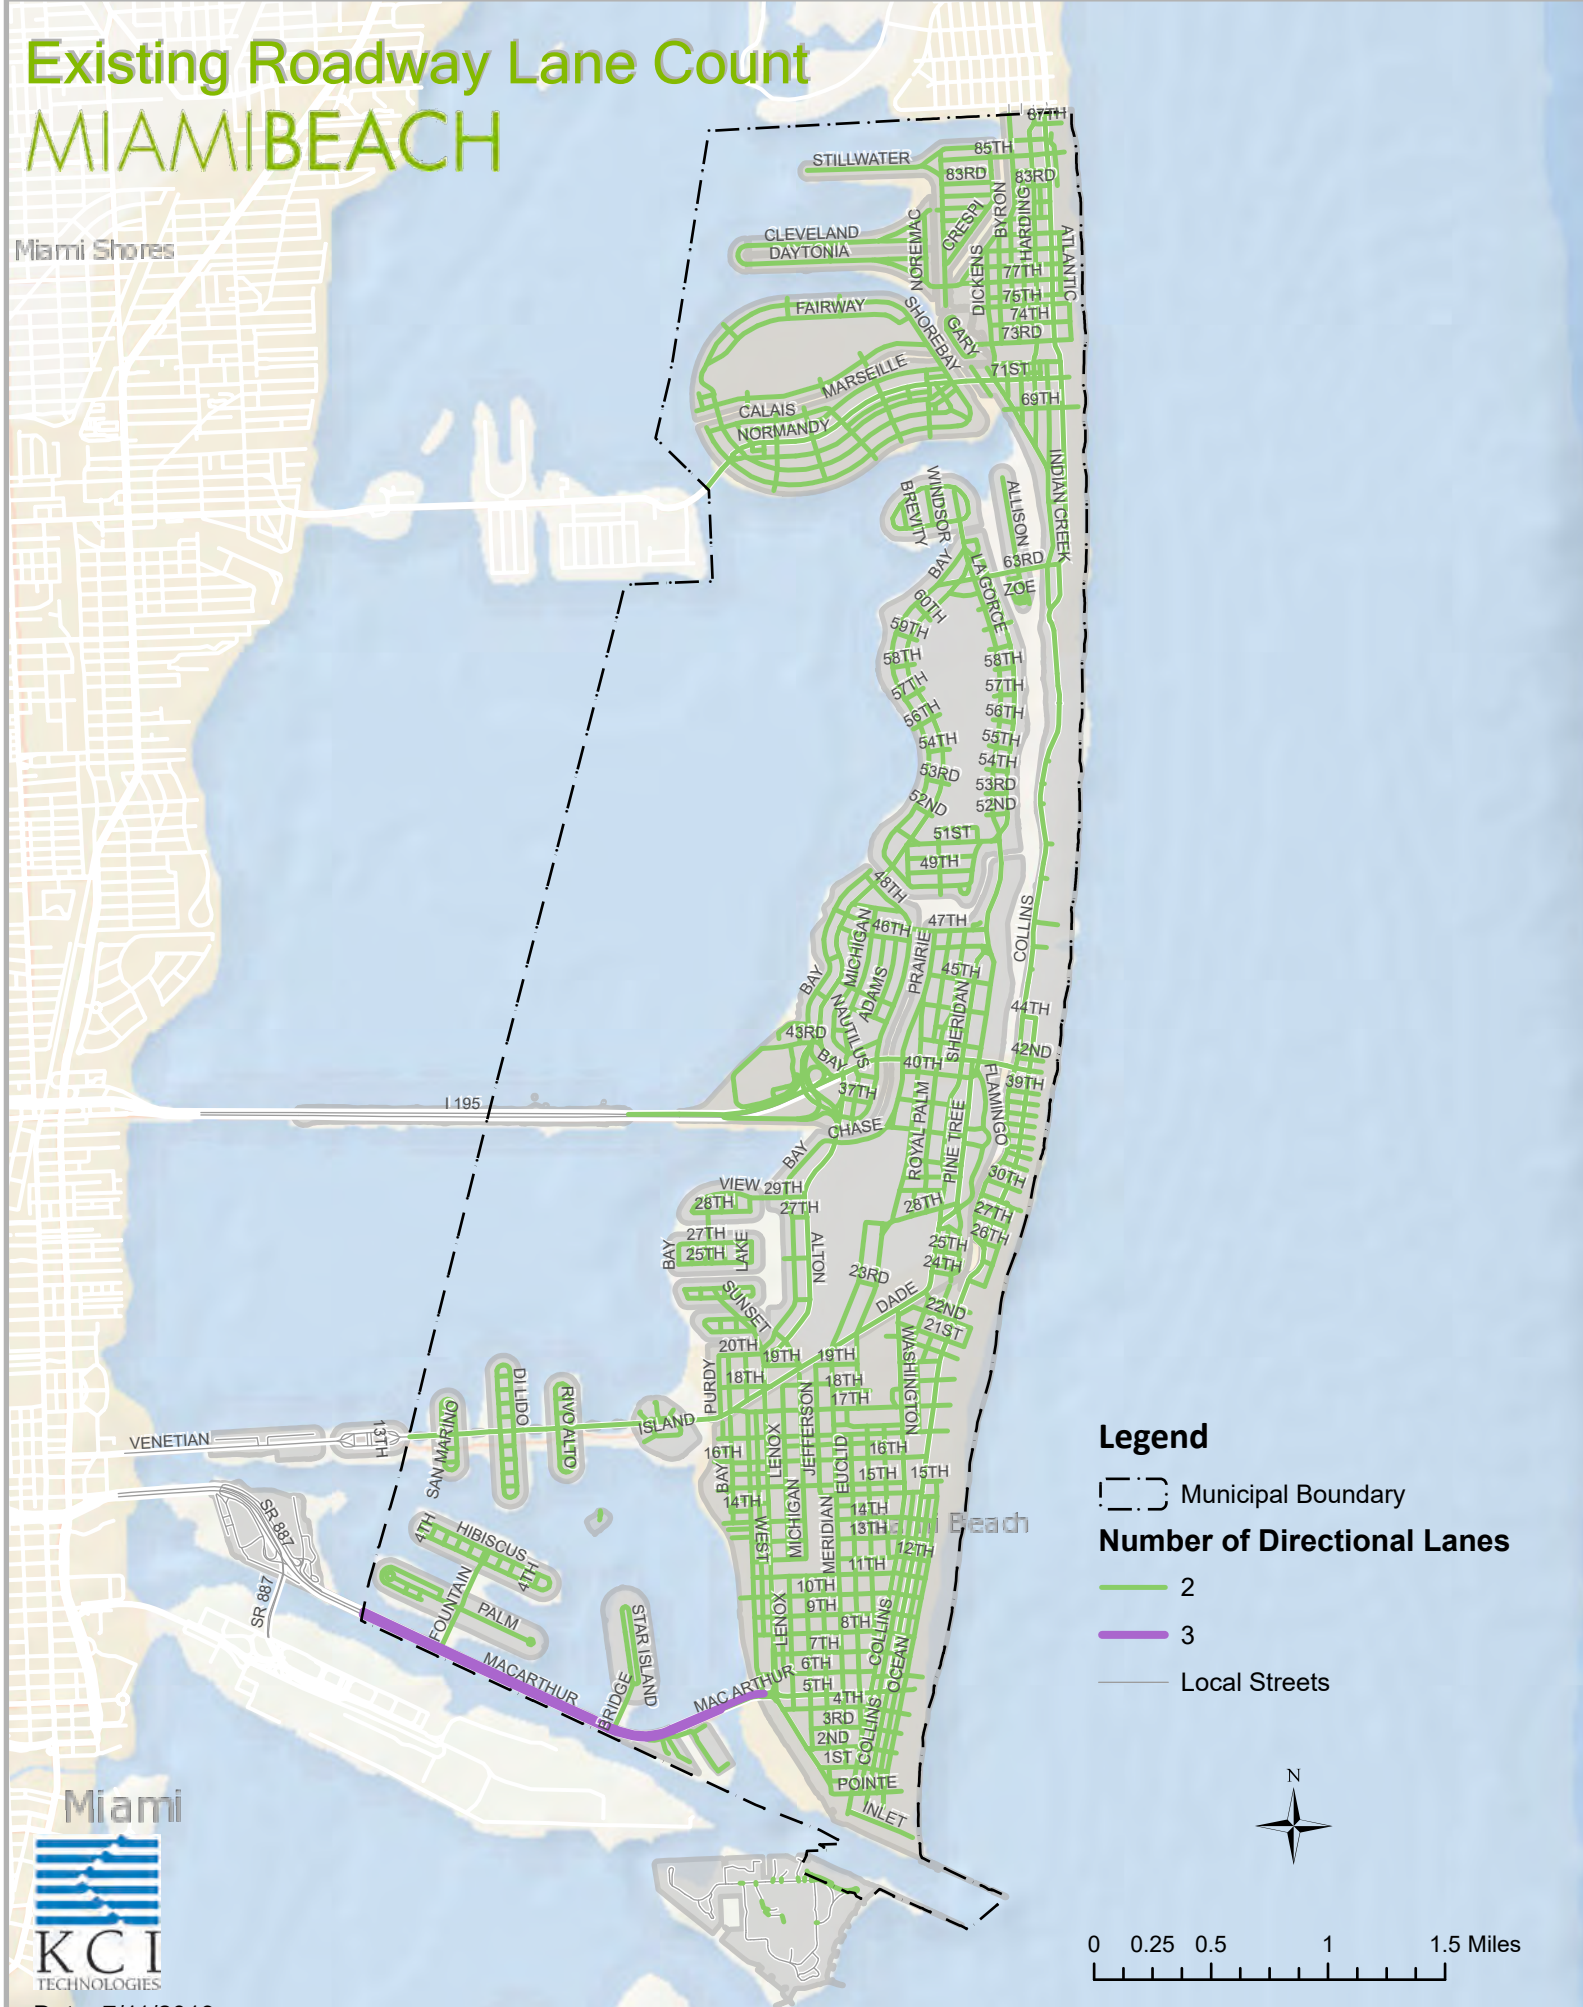 Existing Roadway Lane Count
MIAMIBEACH
Miami Shores
87TH
STILLWATER
85TH
83RD
83RD
BYRON
HARDING
CRESPI
NOREMAC
DICKENS
ATLANTIC
CLEVELAND
DAYTONIA
77TH
75TH
74TH
73RD
FAIRWAY
SHOREBAY
GARY
71ST
MARSEILLE
69TH
CALAIS
NORMANDY
INDIAN CREEK
WINDSOR
BREVITY
ALLISON
BAY
63RD
LA GORCE
ZOE
60TH
59TH
58TH
58TH
57TH
57TH
56TH
56TH
55TH
54TH
54TH
53RD
53RD
52ND
52ND
51ST
49TH
48TH
47TH
46TH
MICHIGAN
PRAIRIE
COLLINS
45TH
BAY
ADAMS
NAUTILUS
SHERIDAN
44TH
43RD
42ND
BAY
40TH
39TH
FLAMINGO
37TH
I 195
ROYAL PALM
PINE TREE
CHASE
BAY
30TH
VIEW
29TH
28TH
27TH
28TH
27TH
26TH
27TH
25TH
BAY
LAKE
ALTON
25TH
24TH
23RD
SUNSET
DADE
22ND
21ST
20TH
19TH
19TH
WASHINGTON
PURDY
18TH
18TH
17TH
DI LIDO
RIVO ALTO
SAN MARINO
ISLAND
VENETIAN
13TH
JEFFERSON
LENOX
EUCLID
16TH
16TH
BAY
15TH
15TH
14TH
14TH
13TH
WEST
MICHIGAN
MERIDIAN
Beach
12TH
11TH
10TH
9TH
8TH
7TH
6TH
5TH
4TH
3RD
2ND
1ST
LENOX
COLLINS
OCEAN
COLLINS
POINTE
INLET
SR 887
SR 887
4TH
HIBISCUS
4TH
FOUNTAIN
PALM
STAR ISLAND
BRIDGE
MACARTHUR
MAC ARTHUR
Miami
Legend
Municipal Boundary
Number of Directional Lanes
2
3
Local Streets
N
0 0.25 0.5 1 1.5 Miles
KCI
TECHNOLOGIES